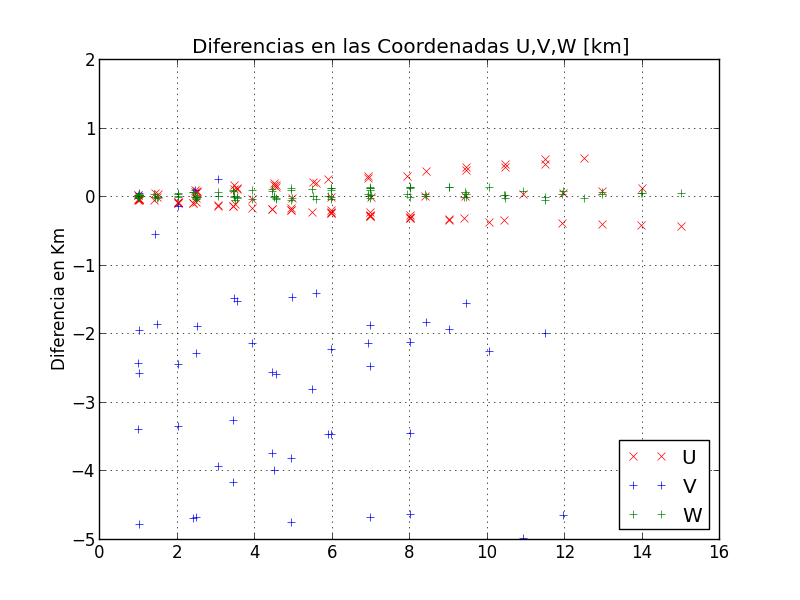 Diferencias en las Coordenadas U,V,W [km]
2
1
0
−1
−2
−3
−4
−5
Diferencia en Km
0 2 4 6 8 10 12 14 16
U
V
W